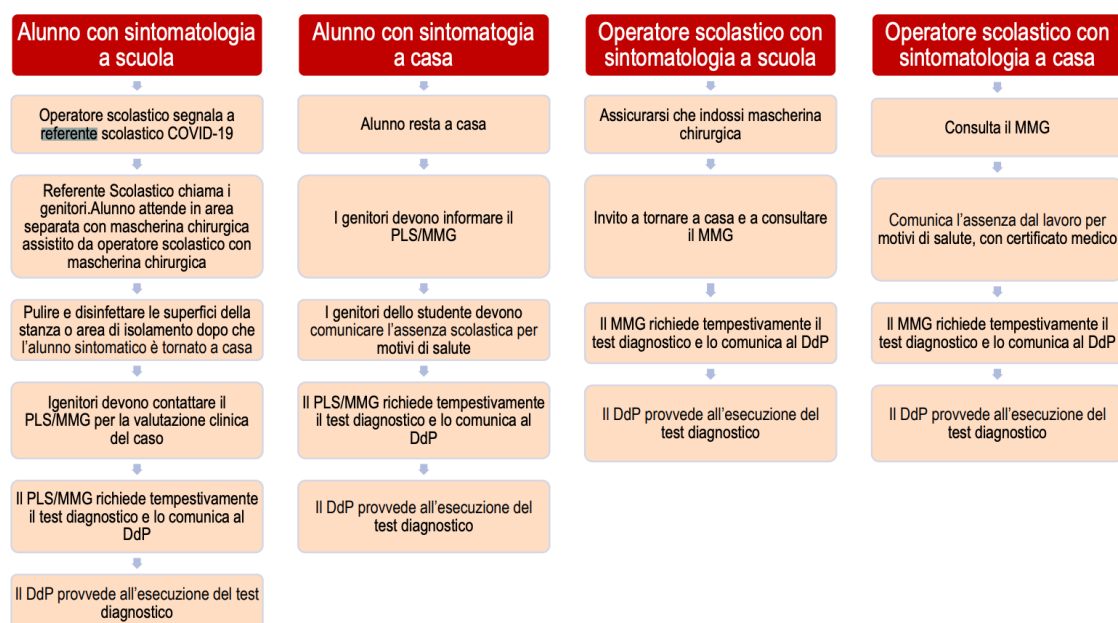 Alunno con sintomatologia
a scuola
Operatore scolastico segnala a
referente scolastico COVID-19
Referente Scolastico chiama i
genitori.Alunno attende in area
separata con mascherina chirurgica
assistito da operatore scolastico con
mascherina chirurgica
Pulire e disinfettare le superfici della
stanza o area di isolamento dopo che
l'alunno sintomatico è tornato a casa
Igenitori devono contattare il
PLS/MMG per la valutazione clinica
del caso
Il PLS/MMG richiede tempestivamente
il test diagnostico e lo comunica al
DdP
Il DdP provvede all'esecuzione del test
diagnostico
Alunno con sintomatogia
a casa
Alunno resta a casa
I genitori devono informare il
PLS/MMG
I genitori dello studente devono
comunicare l'assenza scolastica per
motivi di salute
Il PLS/MMG richiede tempestivamente
il test diagnostico e lo comunica al
DdP
Il DdP provvede all'esecuzione del
test diagnostico
Operatore scolastico con
sintomatologia a scuola
Assicurarsi che indossi mascherina
chirurgica
Invito a tornare a casa e a consultare
il MMG
Il MMG richiede tempestivamente il
test diagnostico e lo comunica al DdP
Il DdP provvede all'esecuzione del
test diagnostico
Operatore scolastico con
sintomatologia a casa
Consulta il MMG
Comunica l'assenza dal lavoro per
motivi di salute, con certificato medico
Il MMG richiede tempestivamente il
test diagnostico e lo comunica al DdP
Il DdP provvede all'esecuzione del
test diagnostico